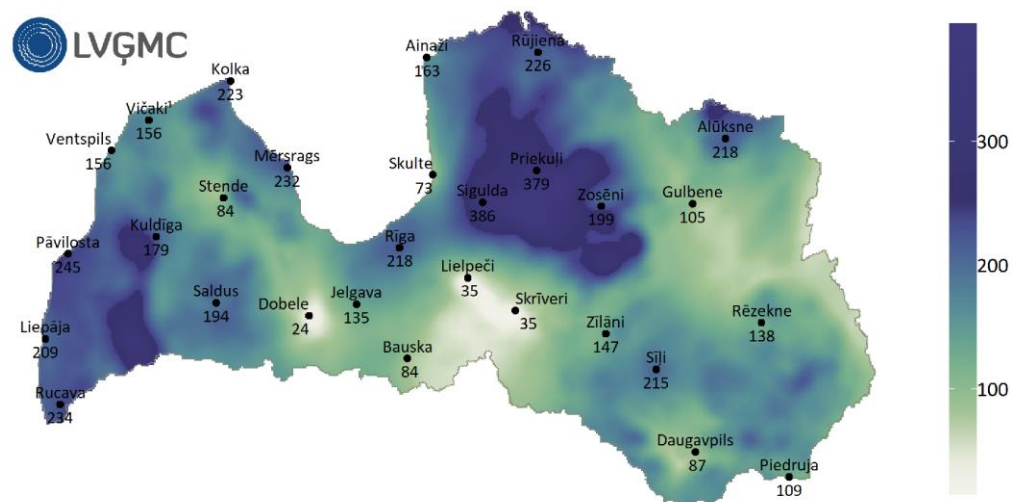 LVĢMC
Ainaži
163
Rūjiena
226
Kolka
223
Vičaki
156
Ventspils
156
Mērsrags
232
Stende
84
Skulte
73
Priekuļi
379
Sigulda
386
Zosēni
199
Alūksne
218
Gulbene
105
Kuldīga
179
Pāvilosta
245
Rīga
218
Lielpeči
35
Skrīveri
35
Saldus
194
Dobele
24
Jelgava
135
Zīlāni
147
Rēzekne
138
Liepāja
209
Bauska
84
Sīļi
215
Rucava
234
Daugavpils
87
Piedruja
109
300
200
100